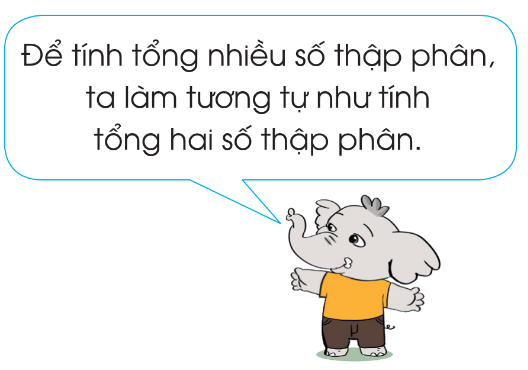 Để tính tổng nhiều số thập phân,
ta làm tương tự như tính
tổng hai số thập phân.